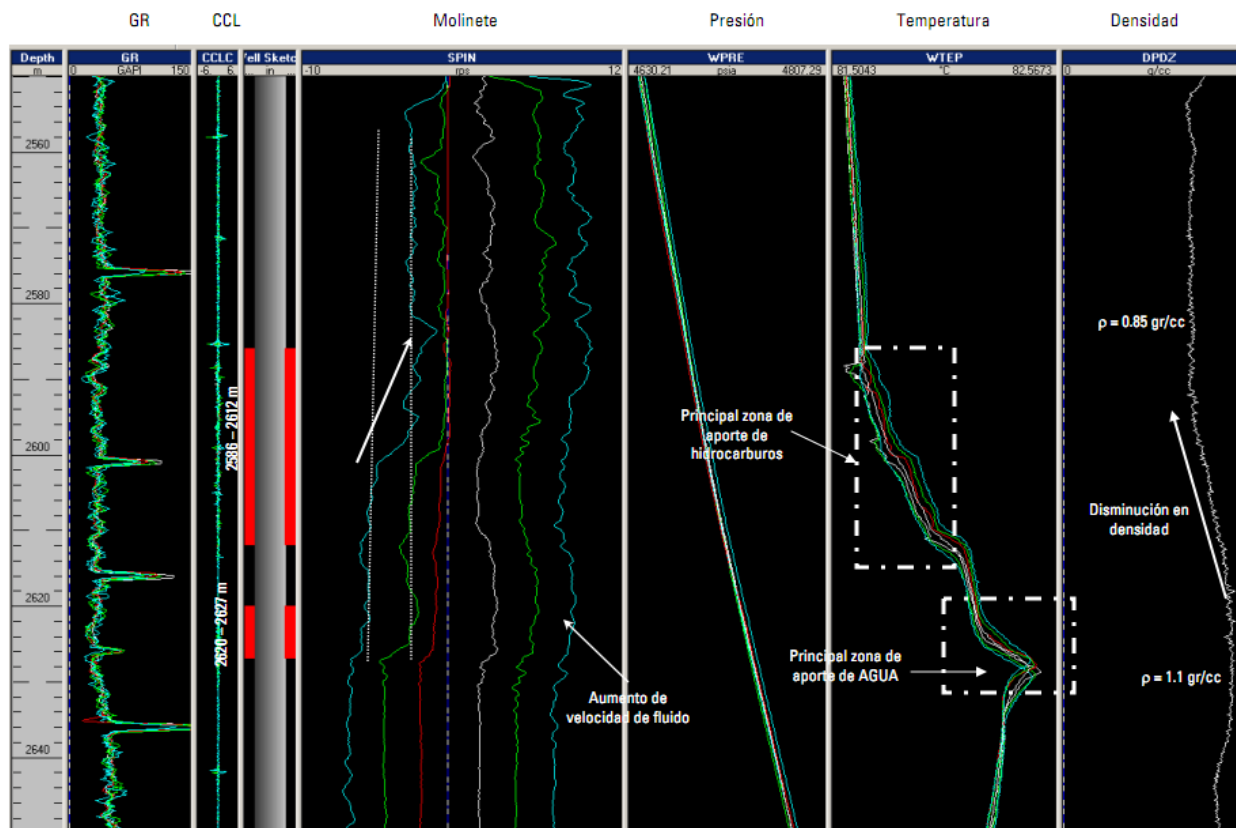 GR CCL Molinete Presión Temperatura Densidad
Depth GR CCLC Well Sketc SPIN WPRE WTEP DPDZ
m 0 GAPI 150 -6... 6. ... in ... -10 rps 12 4630.21 psia 4807.29 81.5043 °C 82.5673 0 g/cc
2560
2580
ρ = 0.85 gr/cc
2586 – 2612 m
Principal zona de
aporte de
hidrocarburos
2600
Disminución en
densidad
2620
2620 – 2627 m
Principal zona de
aporte de AGUA
ρ = 1.1 gr/cc
Aumento de
velocidad de fluido
2640